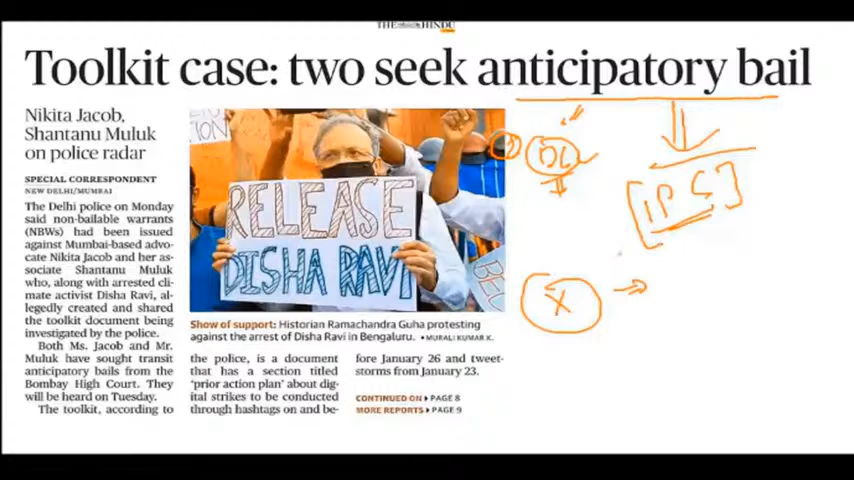 THE HINDU
Toolkit case: two seek anticipatory bail
Nikita Jacob,
Shantanu Muluk
on police radar
SPECIAL CORRESPONDENT
NEW DELHI/MUMBAI
The Delhi police on Monday
said non-bailable warrants
(NBWs) had been issued
against Mumbai-based advo-
cate Nikita Jacob and her as-
sociate Shantanu Muluk
who, along with arrested cli-
mate activist Disha Ravi, al-
legedly created and shared
the toolkit document being
investigated by the police.
Both Ms. Jacob and Mr.
Muluk have sought transit
anticipatory bails from the
Bombay High Court. They
will be heard on Tuesday.
The toolkit, according to
RELEASE
DISHA RAVI
Show of support: Historian Ramachandra Guha protesting
against the arrest of Disha Ravi in Bengaluru. • MURALI KUMAR K.
the police, is a document
that has a section titled
‘prior action plan’ about dig-
ital strikes to be conducted
through hashtags on and be-
fore January 26 and tweet-
storms from January 23.
CONTINUED ON ▸ PAGE 8
MORE REPORTS ▸ PAGE 9
[IPC]
X →